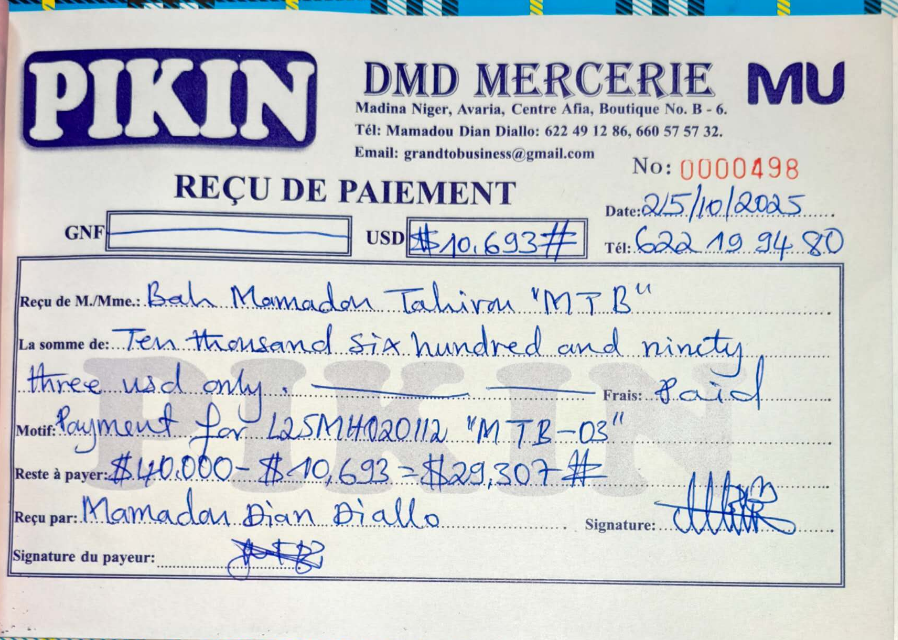 PIKIN
DMD MERCERIE
MU
Madina Niger, Avaria, Centre Afia, Boutique No. B - 6.
Tél: Mamadou Dian Diallo: 622 49 12 86, 660 57 57 32.
Email: grandtobusiness@gmail.com
No: 0000498
REÇU DE PAIEMENT
Date: 25/10/2025
GNF
USD $10.693#
Tél: 622 19 94 80
Reçu de M./Mme.: Bah Mamadou Tahirou "MTB"
La somme de: Ten thousand six hundred and ninety
three usd only. Frais: Paid
Motif: Payment for L25MH020112 "MTB-03"
Reste à payer: $40.000 - $10,693 = $29,307#
Reçu par: Mamadou Dian Diallo
Signature:
Signature du payeur:
PIKIN